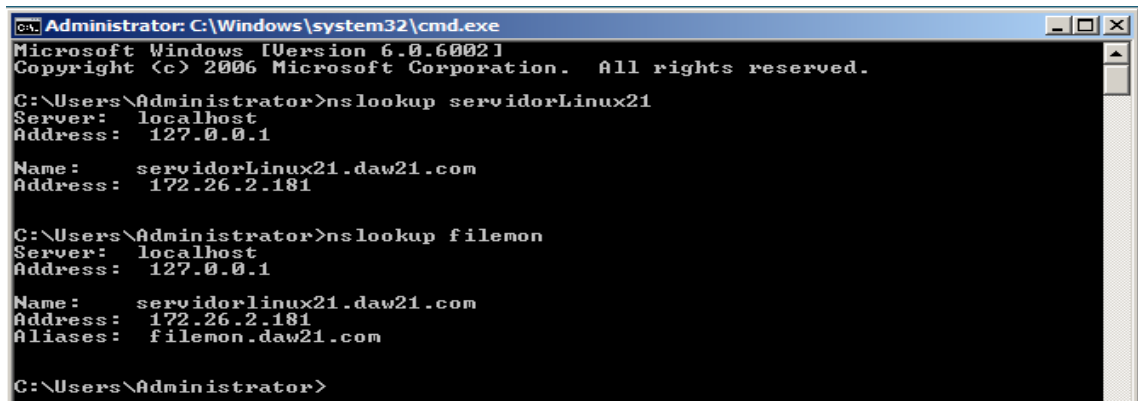 Administrator: C:\Windows\system32\cmd.exe
Microsoft Windows [Version 6.0.6002]
Copyright (c) 2006 Microsoft Corporation.  All rights reserved.
C:\Users\Administrator>nslookup servidorLinux21
Server:  localhost
Address:  127.0.0.1
Name:    servidorLinux21.daw21.com
Address:  172.26.2.181
C:\Users\Administrator>nslookup filemon
Server:  localhost
Address:  127.0.0.1
Name:    servidorlinux21.daw21.com
Address:  172.26.2.181
Aliases:  filemon.daw21.com
C:\Users\Administrator>